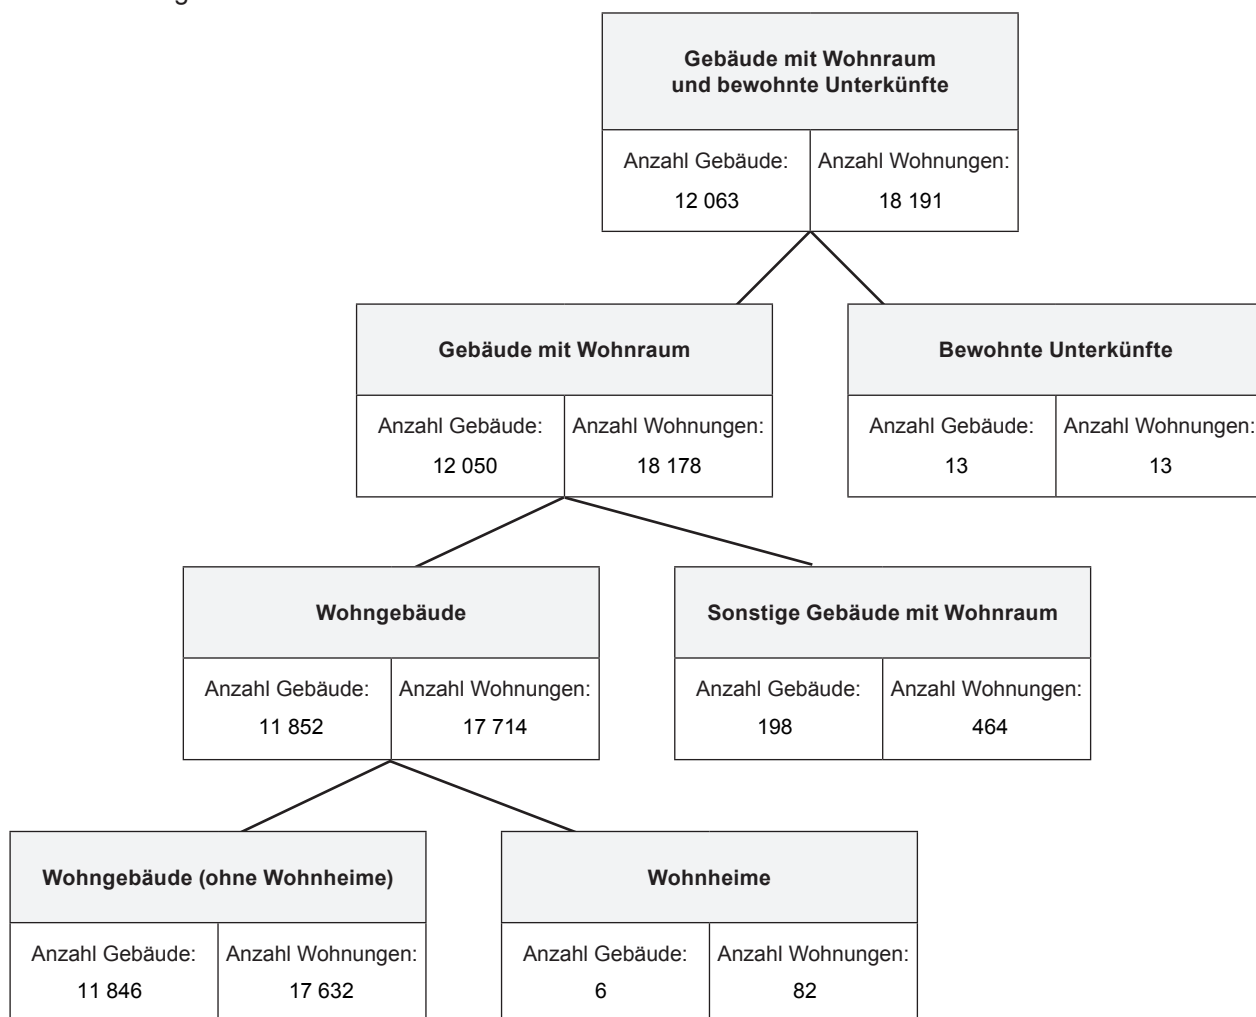 Gebäude mit Wohnraum
und bewohnte Unterkünfte
Anzahl Gebäude:
12 063
Anzahl Wohnungen:
18 191
Gebäude mit Wohnraum
Anzahl Gebäude:
12 050
Anzahl Wohnungen:
18 178
Bewohnte Unterkünfte
Anzahl Gebäude:
13
Anzahl Wohnungen:
13
Wohngebäude
Anzahl Gebäude:
11 852
Anzahl Wohnungen:
17 714
Sonstige Gebäude mit Wohnraum
Anzahl Gebäude:
198
Anzahl Wohnungen:
464
Wohngebäude (ohne Wohnheime)
Anzahl Gebäude:
11 846
Anzahl Wohnungen:
17 632
Wohnheime
Anzahl Gebäude:
6
Anzahl Wohnungen:
82